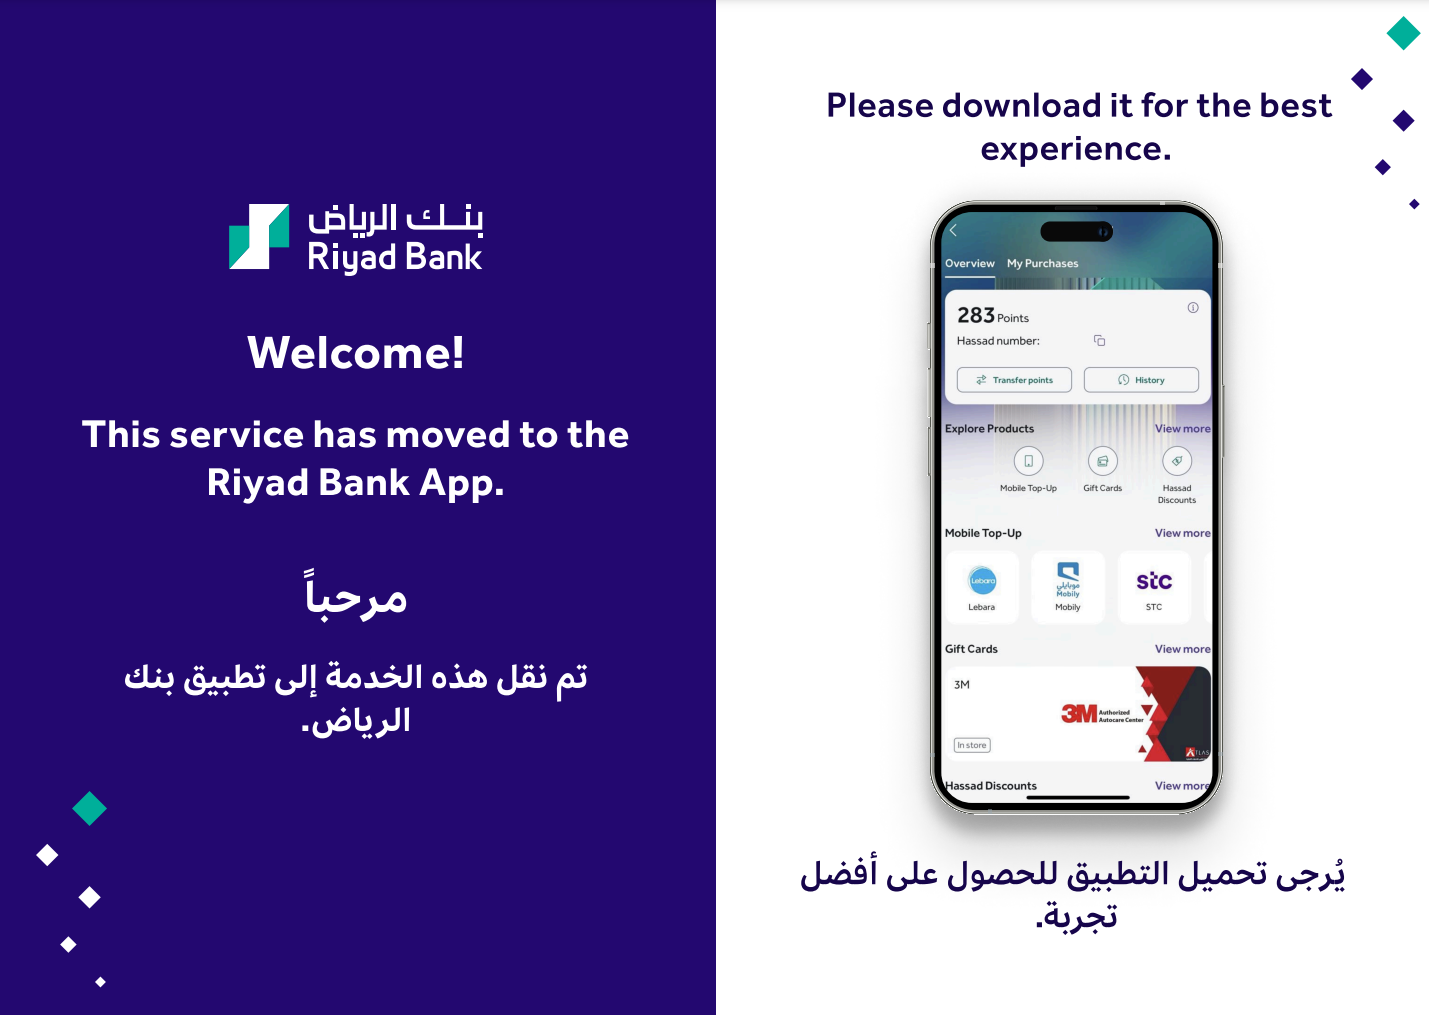 بنك الرياض
Riyad Bank
Welcome!
This service has moved to the
Riyad Bank App.
مرحباً
تم نقل هذه الخدمة إلى تطبيق بنك
الرياض.
Please download it for the best
experience.
Overview My Purchases
283 Points
Hassad number:
Transfer points History
Explore Products View more
Mobile Top-Up Gift Cards Hassad
Discounts
Mobile Top-Up View more
Lebara موبايلي stc
Mobily
Lebara Mobily STC
Gift Cards View more
3M
3M Authorized
Autocare Center
In store
ATLAS
Hassad Discounts View more
يُرجى تحميل التطبيق للحصول على أفضل
تجربة.